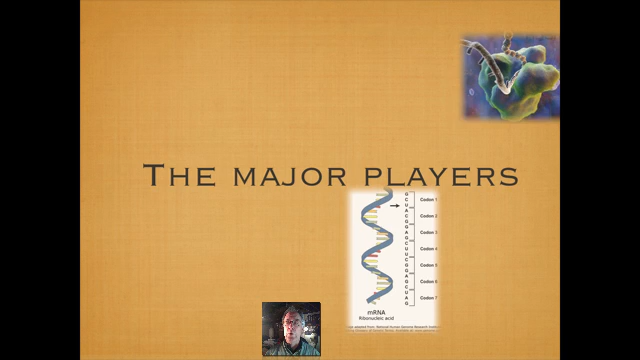 The major players
G
C
U
A
C
G
G
A
G
C
U
U
C
G
G
A
G
C
U
A
G
Codon 1
Codon 2
Codon 3
Codon 4
Codon 5
Codon 6
Codon 7
mRNA
Ribonucleic acid